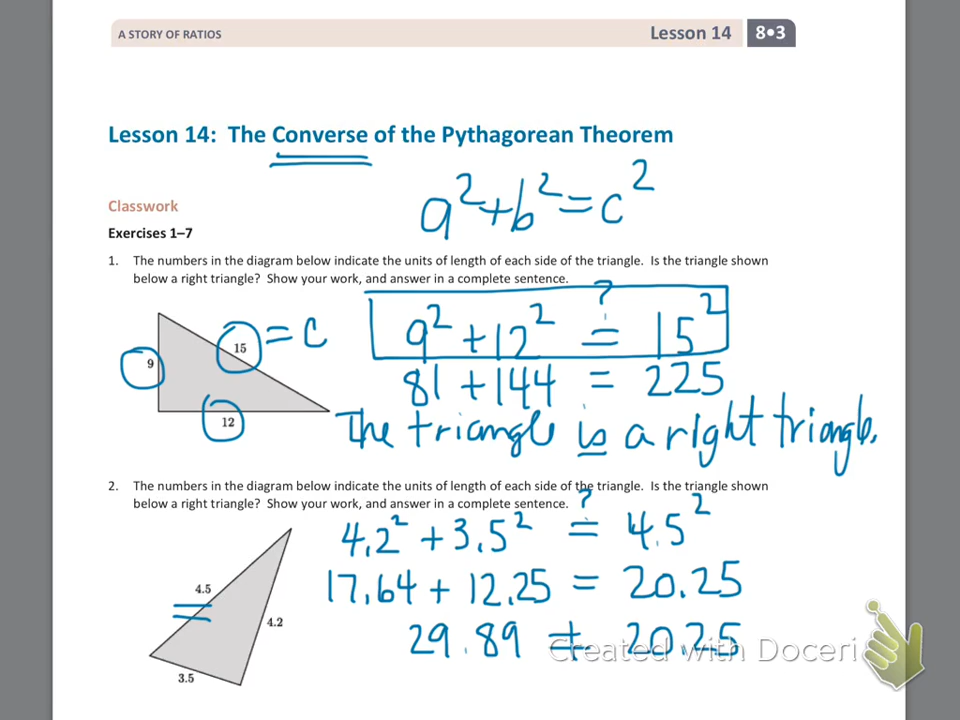 A STORY OF RATIOS
Lesson 14 8•3
Lesson 14: The Converse of the Pythagorean Theorem
a²+b²=c²
Classwork
Exercises 1–7
1. The numbers in the diagram below indicate the units of length of each side of the triangle. Is the triangle shown
below a right triangle? Show your work, and answer in a complete sentence.
?
9² + 12² = 15²
15 = c
9
81 + 144 = 225
12
The triangle is a right triangle.
2. The numbers in the diagram below indicate the units of length of each side of the triangle. Is the triangle shown
below a right triangle? Show your work, and answer in a complete sentence.
?
4.2² + 3.5² = 4.5²
4.5
17.64 + 12.25 = 20.25
4.2
29.89 ≠ 20.25
Created with Doceri
3.5